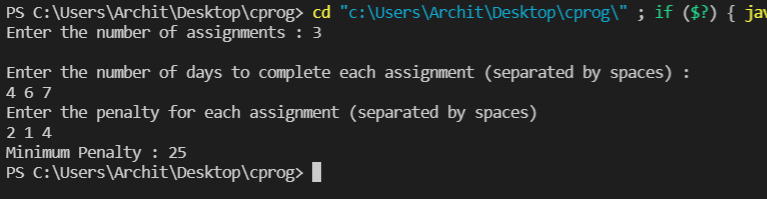 PS C:\Users\Archit\Desktop\cprog> cd "c:\Users\Archit\Desktop\cprog\" ; if ($?) { jav
Enter the number of assignments : 3
Enter the number of days to complete each assignment (separated by spaces) :
4 6 7
Enter the penalty for each assignment (separated by spaces)
2 1 4
Minimum Penalty : 25
PS C:\Users\Archit\Desktop\cprog>